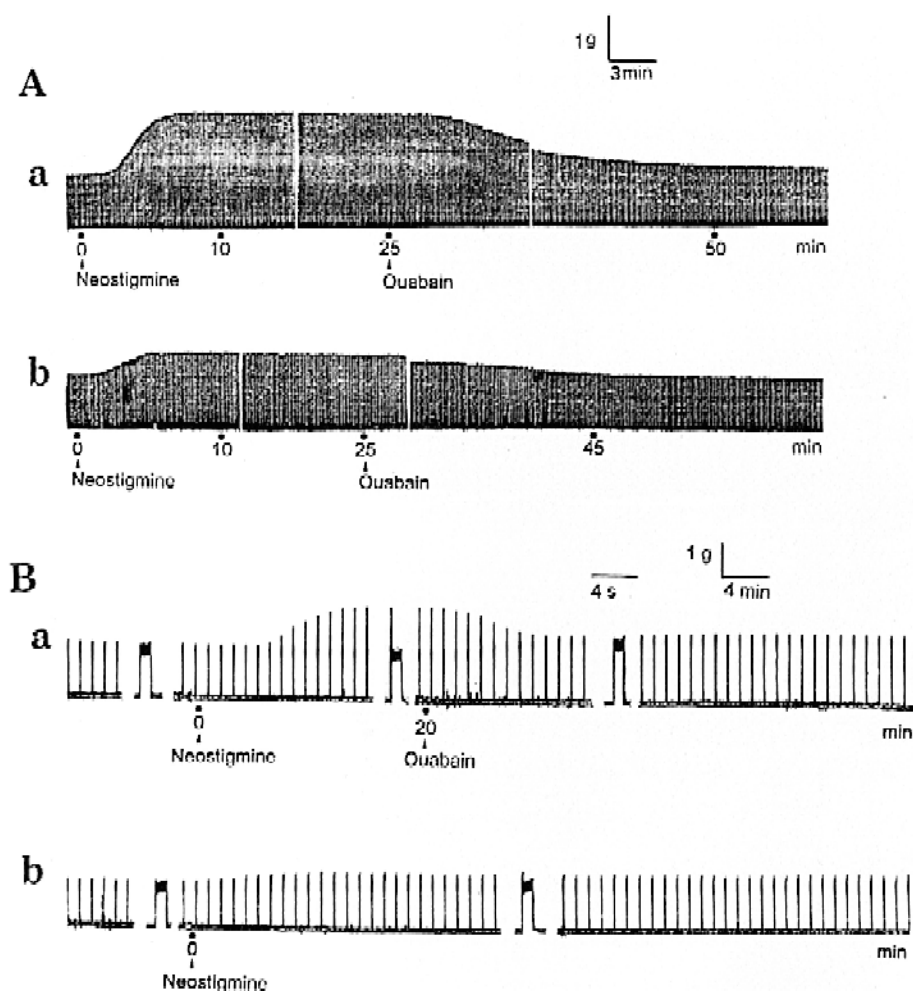 1g
3min
A
a
0 10 25 50 min
Neostigmine Ouabain
b
0 10 25 45 min
Neostigmine Ouabain
1 g
4 s 4 min
B
a
0 20 min
Neostigmine Ouabain
b
0 min
Neostigmine